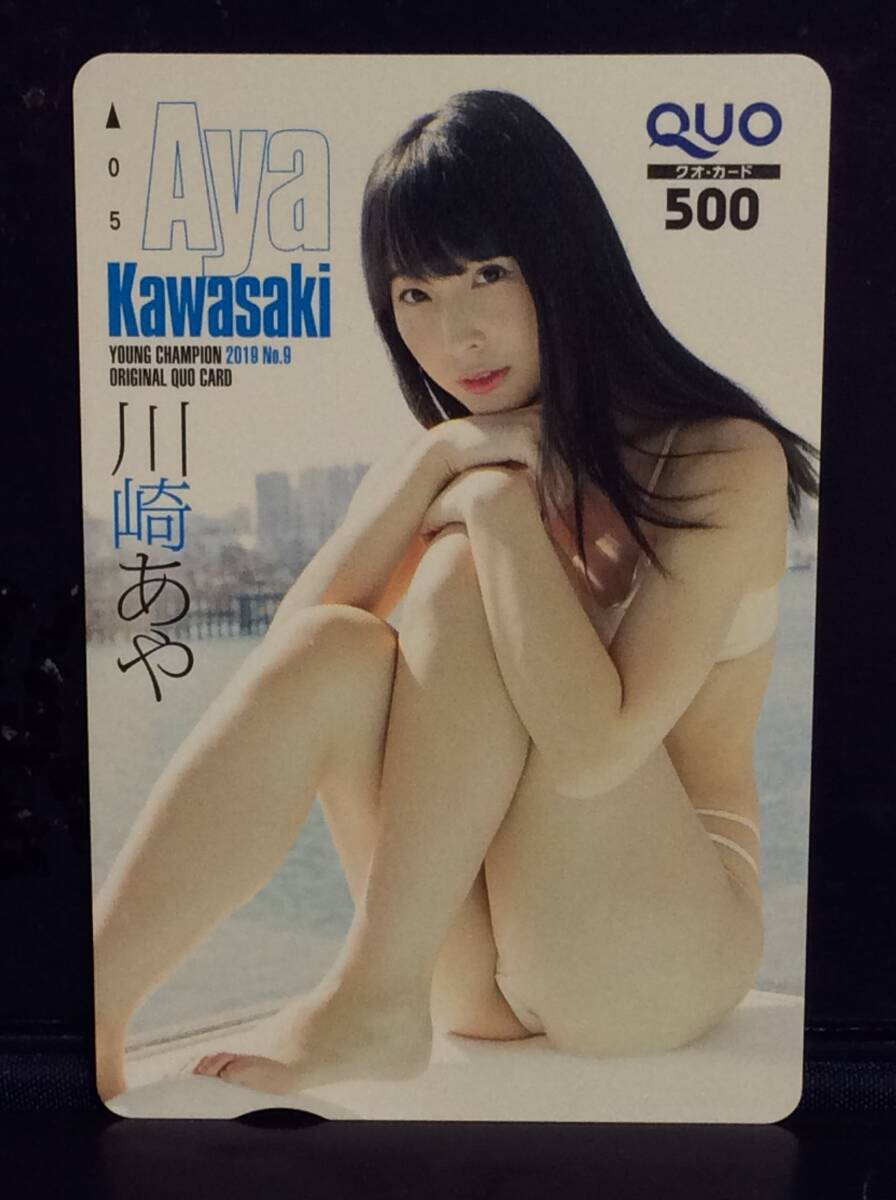 Aya
Kawasaki
YOUNG CHAMPION 2019 No.9
ORIGINAL QUO CARD
川崎あや
QUO
クオ・カード
500
0
5